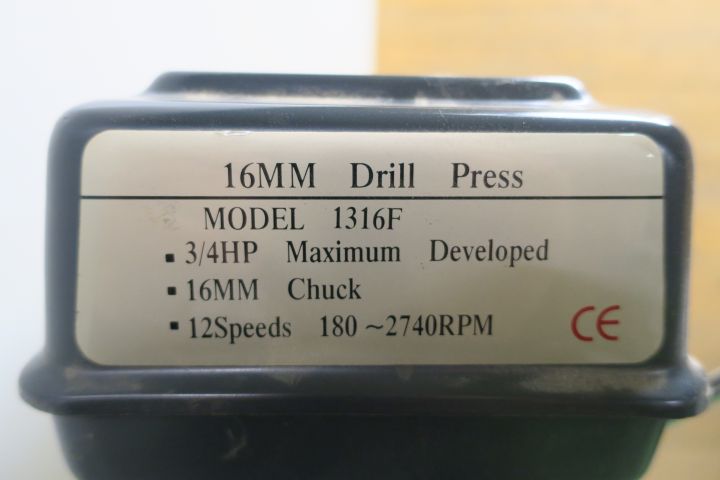 16MM Drill Press
MODEL 1316F
▪ 3/4HP Maximum Developed
▪ 16MM Chuck
▪ 12Speeds 180 ~2740RPM
CE